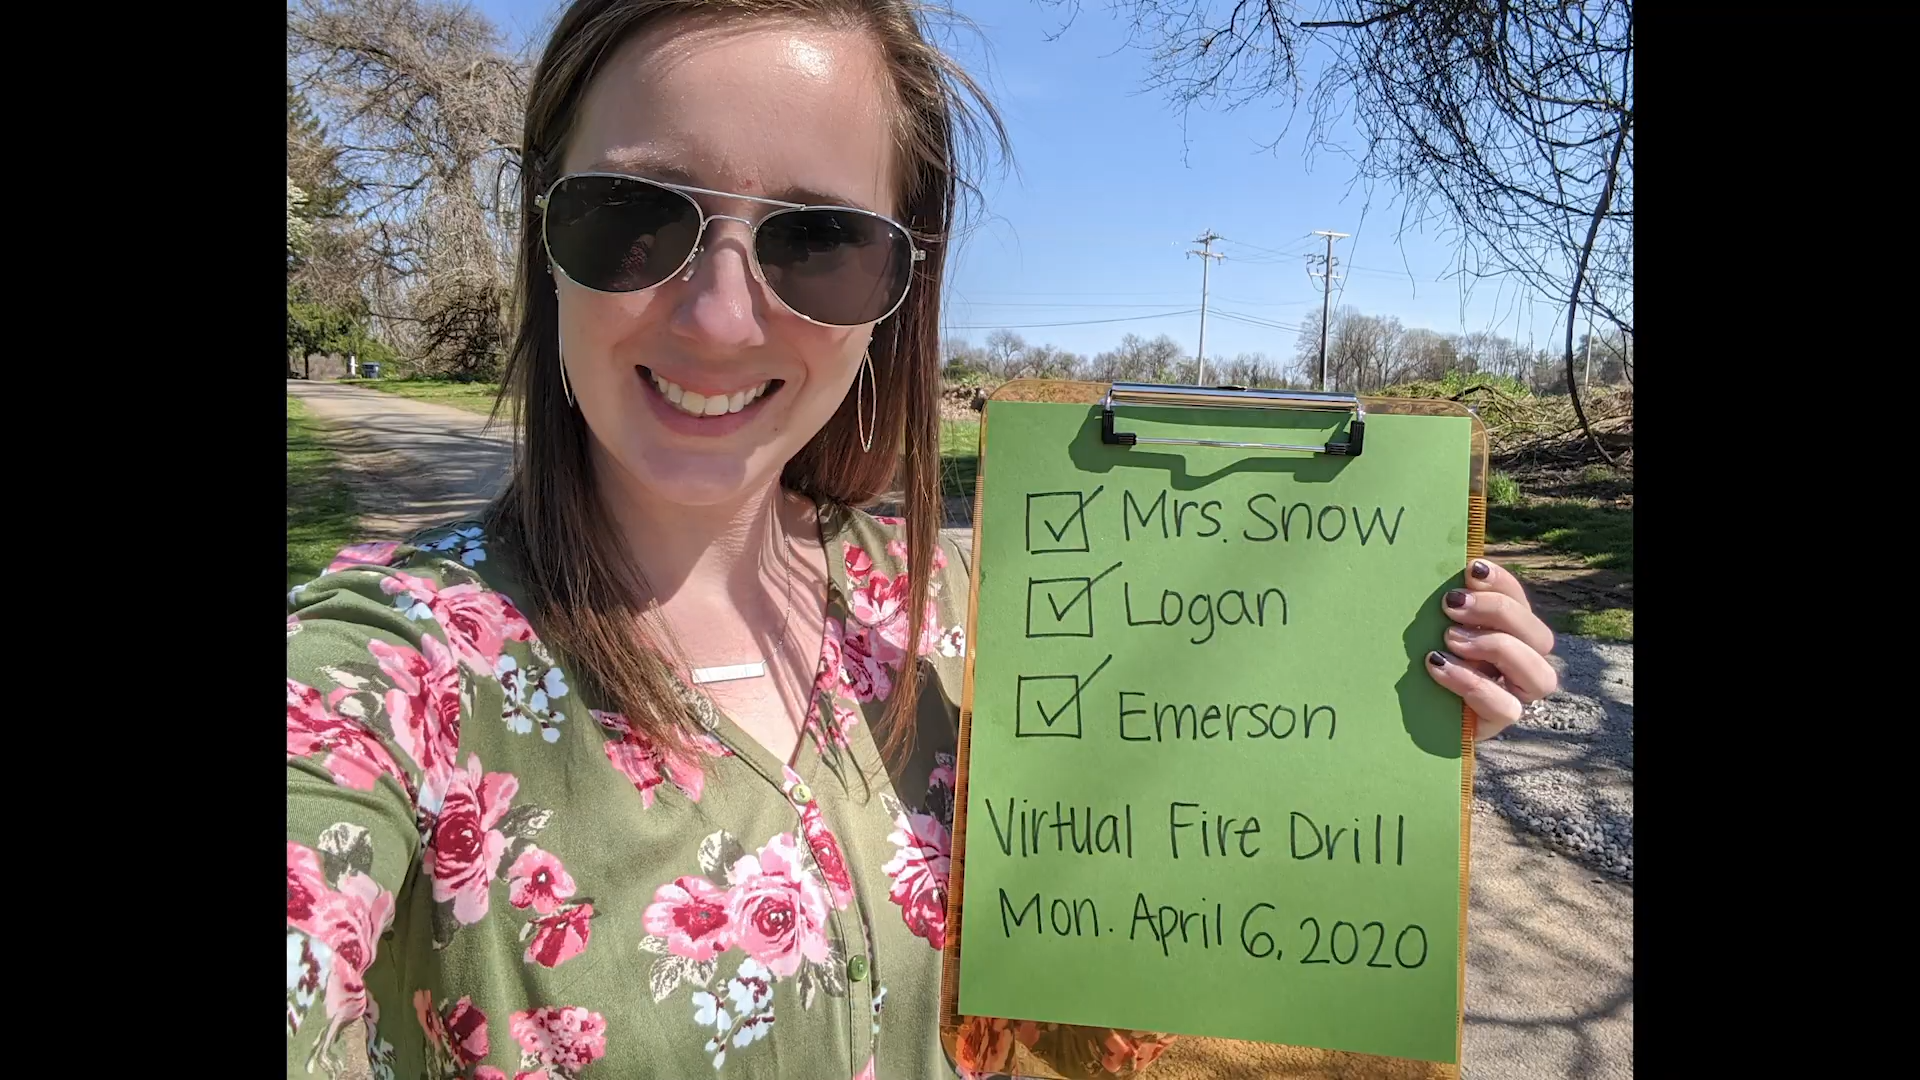 Mrs. Snow
Logan
Emerson
Virtual Fire Drill
Mon. April 6, 2020